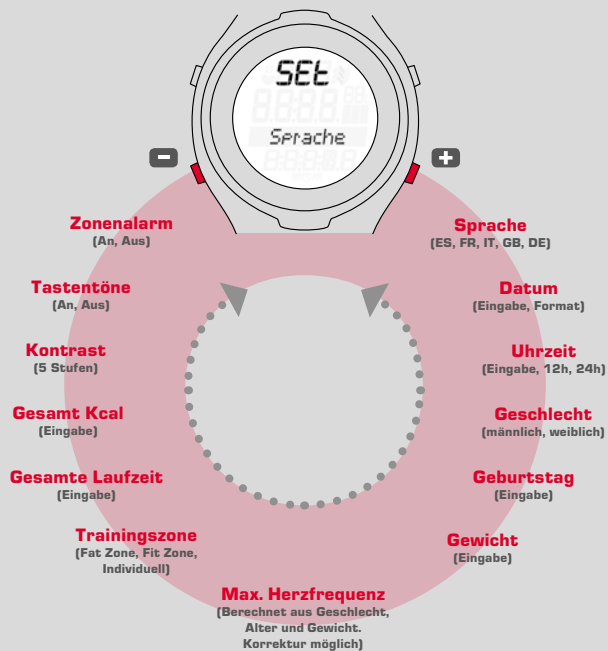 SEt
Sprache
-
+
Sprache
(ES, FR, IT, GB, DE)
Datum
(Eingabe, Format)
Uhrzeit
(Eingabe, 12h, 24h)
Geschlecht
(männlich, weiblich)
Geburtstag
(Eingabe)
Gewicht
(Eingabe)
Max. Herzfrequenz
(Berechnet aus Geschlecht,
Alter und Gewicht.
Korrektur möglich)
Trainingszone
(Fat Zone, Fit Zone,
Individuell)
Gesamte Laufzeit
(Eingabe)
Gesamt Kcal
(Eingabe)
Kontrast
(5 Stufen)
Tastentöne
(An, Aus)
Zonenalarm
(An, Aus)